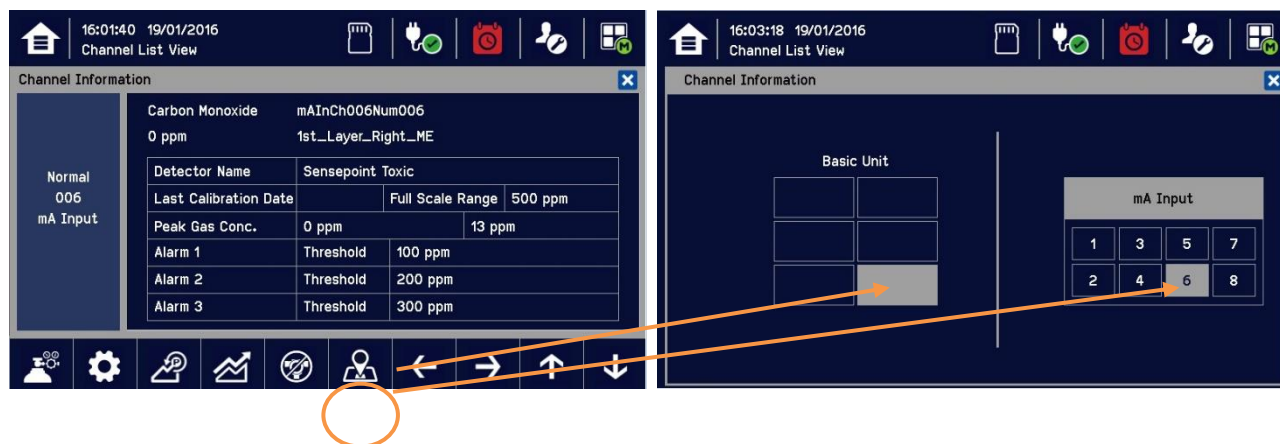 16:01:40 19/01/2016
Channel List View
M
Channel Information
Normal
006
mA Input
Carbon Monoxide mAInCh006Num006
0 ppm 1st_Layer_Right_ME
Detector Name Sensepoint Toxic
Last Calibration Date Full Scale Range 500 ppm
Peak Gas Conc. 0 ppm 13 ppm
Alarm 1 Threshold 100 ppm
Alarm 2 Threshold 200 ppm
Alarm 3 Threshold 300 ppm
16:03:18 19/01/2016
Channel List View
M
Channel Information
Basic Unit
mA Input
1 3 5 7
2 4 6 8